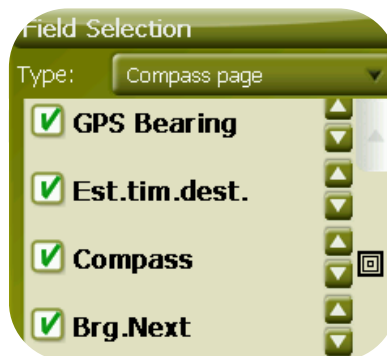 Field Selection
Type: Compass page
GPS Bearing
Est.tim.dest.
Compass
Brg.Next